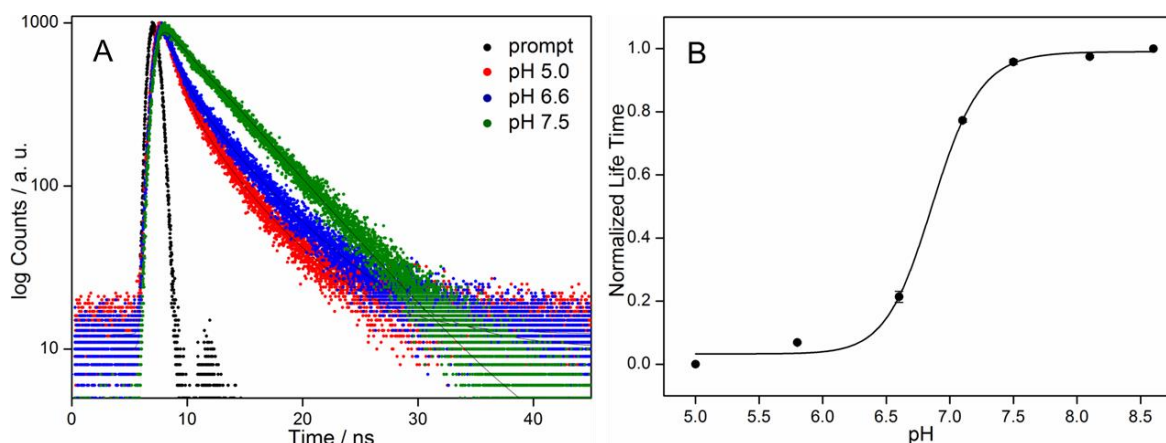 A
prompt
pH 5.0
pH 6.6
pH 7.5
log Counts / a. u.
1000
100
10
0
10
20
30
40
Time / ns
B
Normalized Life Time
1.0
0.8
0.6
0.4
0.2
0.0
5.0
5.5
6.0
6.5
7.0
7.5
8.0
8.5
pH